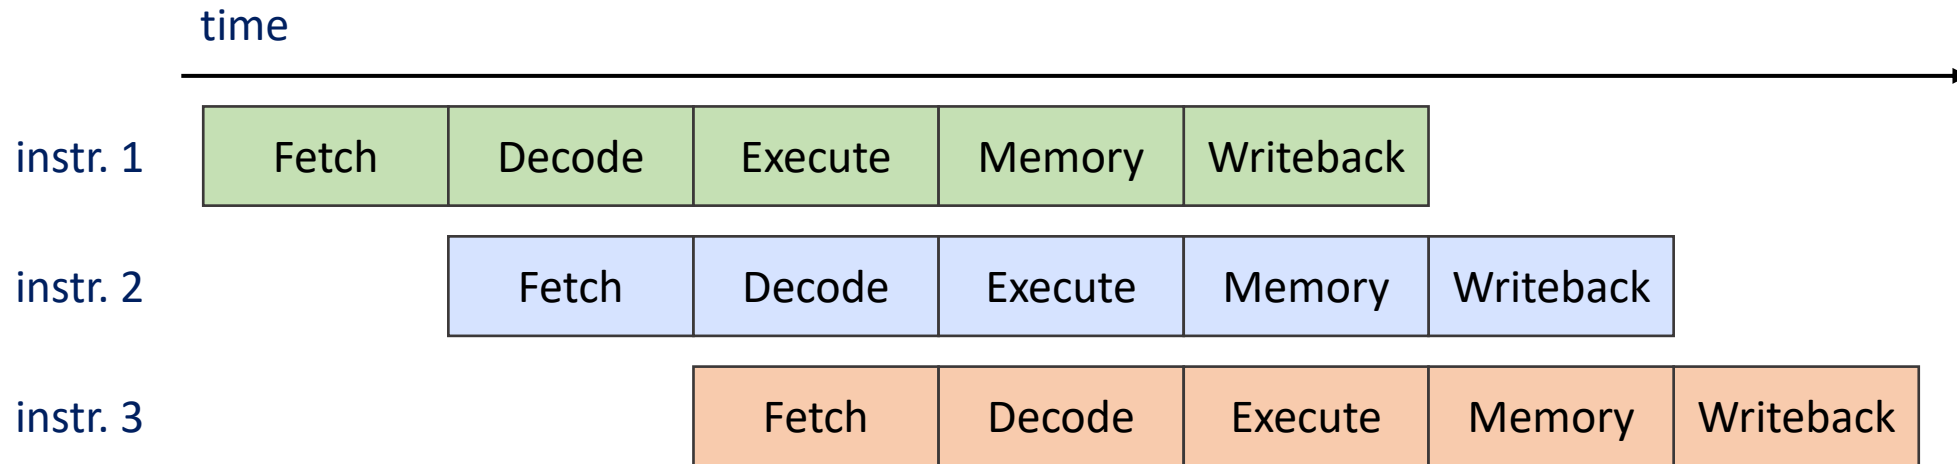 time
instr. 1 Fetch Decode Execute Memory Writeback
instr. 2 Fetch Decode Execute Memory Writeback
instr. 3 Fetch Decode Execute Memory Writeback